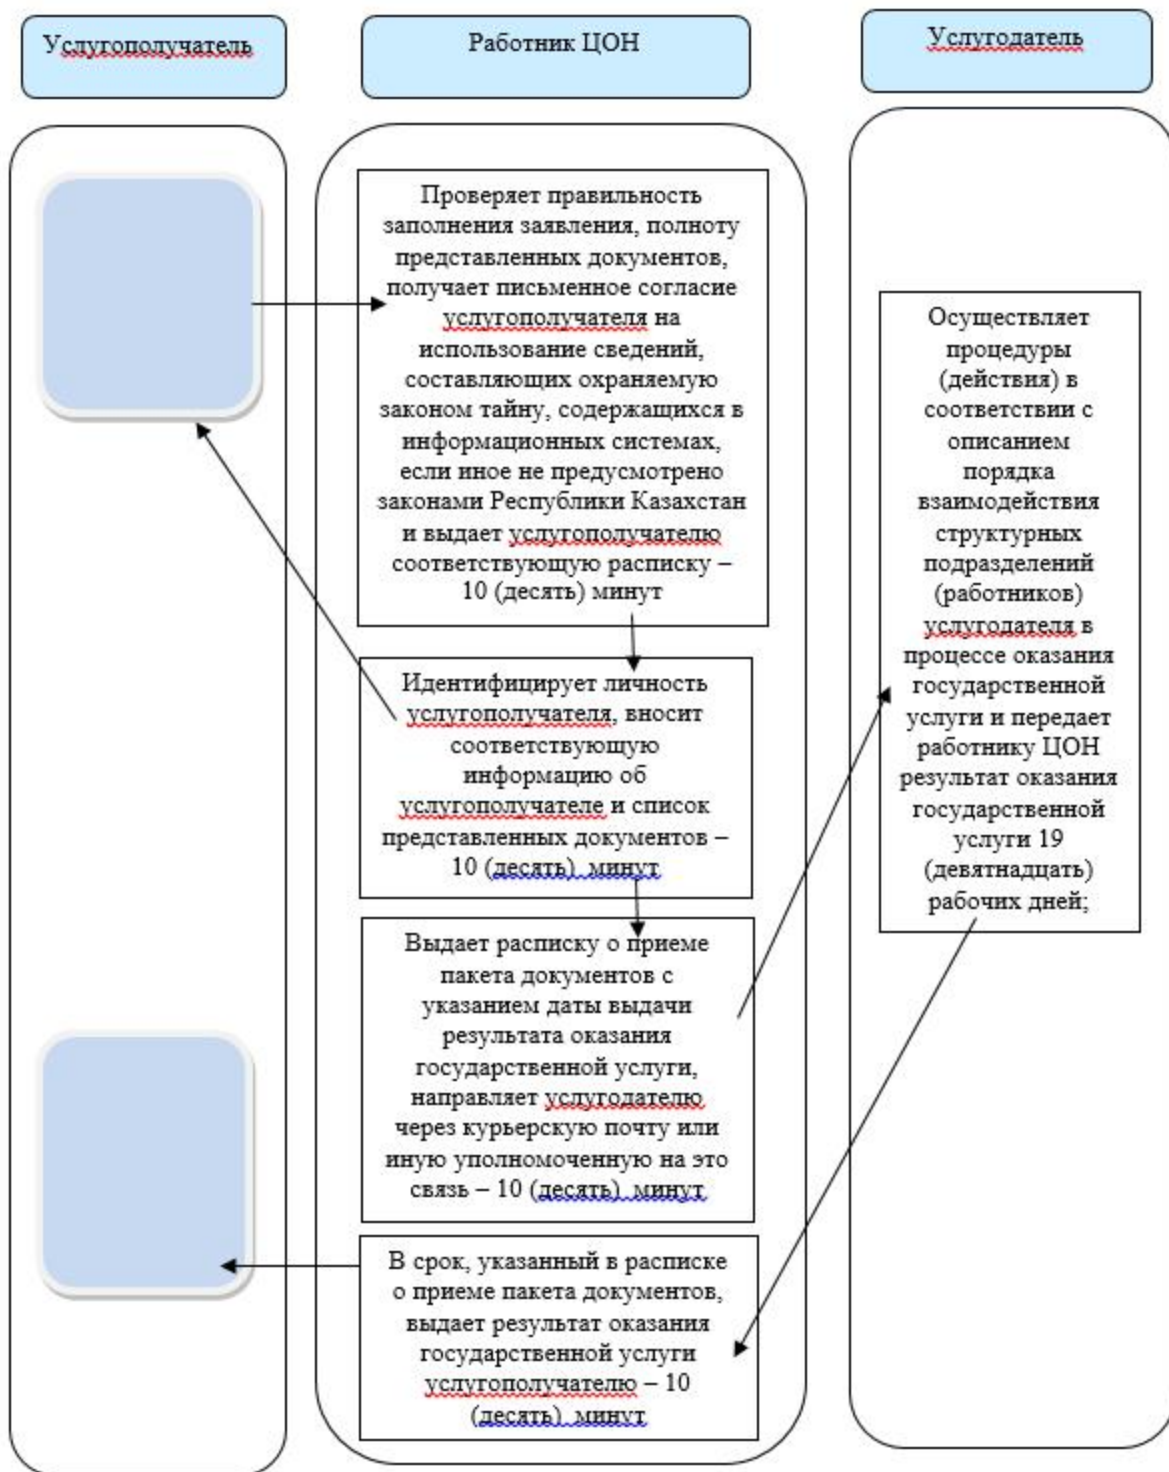 Услугополучатель
Работник ЦОН
Услугодатель
Проверяет правильность
заполнения заявления, полноту
представленных документов,
получает письменное согласие
услугополучателя на
использование сведений,
составляющих охраняемую
законом тайну, содержащихся в
информационных системах,
если иное не предусмотрено
законами Республики Казахстан
и выдает услугополучателю
соответствующую расписку –
10 (десять) минут
Идентифицирует личность
услугополучателя, вносит
соответствующую
информацию об
услугополучателе и список
представленных документов –
10 (десять) минут
Выдает расписку о приеме
пакета документов с
указанием даты выдачи
результата оказания
государственной услуги,
направляет услугодателю
через курьерскую почту или
иную уполномоченную на это
связь – 10 (десять) минут
В срок, указанный в расписке
о приеме пакета документов,
выдает результат оказания
государственной услуги
услугополучателю – 10
(десять) минут
Осуществляет
процедуры
(действия) в
соответствии с
описанием
порядка
взаимодействия
структурных
подразделений
(работников)
услугодателя в
процессе оказания
государственной
услуги и передает
работнику ЦОН
результат оказания
государственной
услуги 19
(девятнадцать)
рабочих дней;